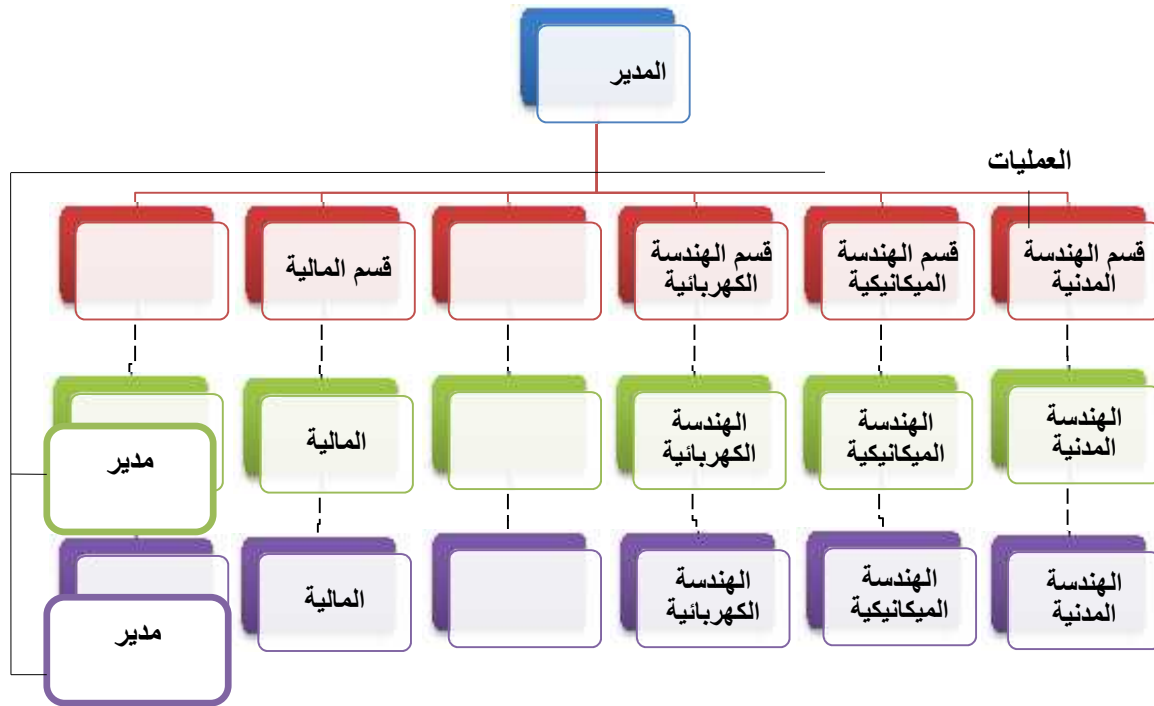 المدير
العمليات
قسم الهندسة
المدنية
قسم الهندسة
الميكانيكية
قسم الهندسة
الكهربائية
قسم المالية
الهندسة
المدنية
الهندسة
الميكانيكية
الهندسة
الكهربائية
المالية
مدير
الهندسة
المدنية
الهندسة
الميكانيكية
الهندسة
الكهربائية
المالية
مدير